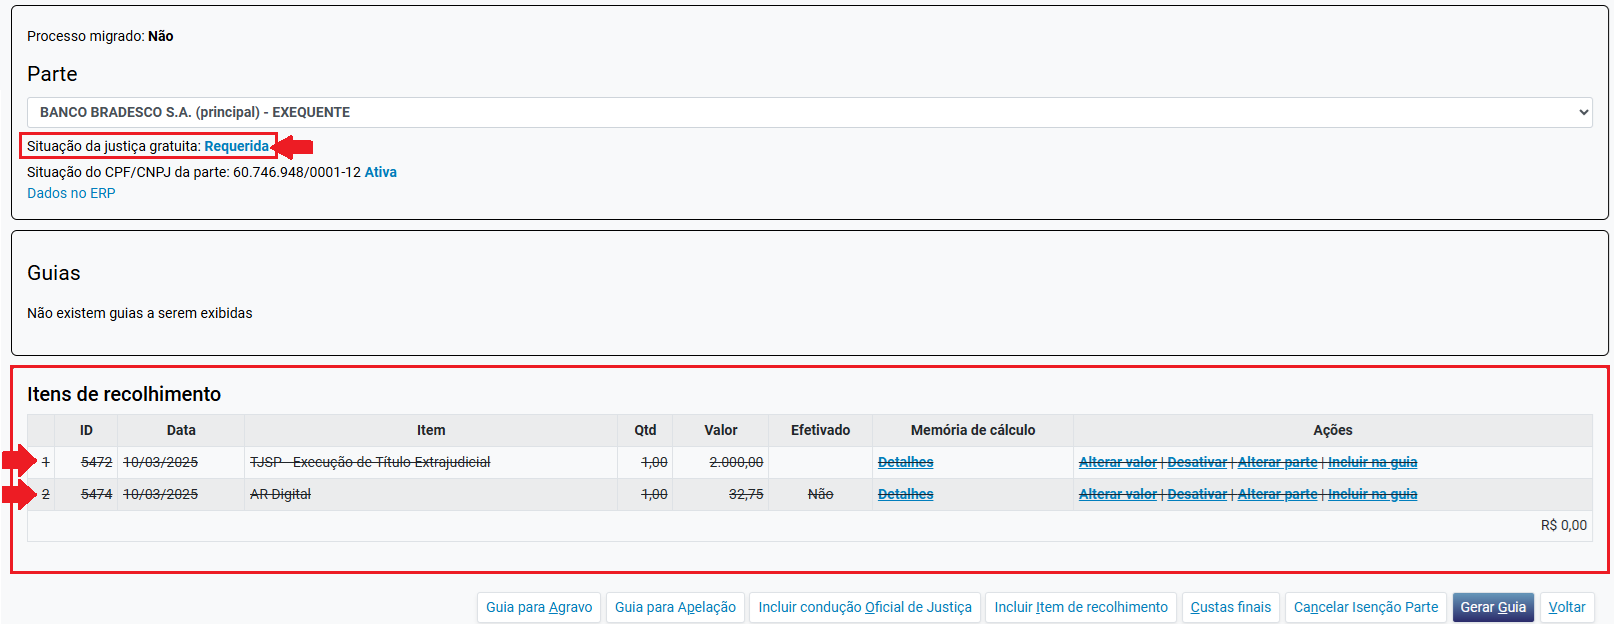 Processo migrado: Não
Parte
BANCO BRADESCO S.A. (principal) - EXEQUENTE
Situação da justiça gratuita: Requerida
Situação do CPF/CNPJ da parte: 60.746.948/0001-12 Ativa
Dados no ERP
Guias
Não existem guias a serem exibidas
Itens de recolhimento
ID Data Item Qtd Valor Efetivado Memória de cálculo Ações
1 5472 10/03/2025 TJSP - Execução de Título Extrajudicial 1,00 2.000,00 Detalhes Alterar valor | Desativar | Alterar parte | Incluir na guia
2 5474 10/03/2025 AR Digital 1,00 32,75 Não Detalhes Alterar valor | Desativar | Alterar parte | Incluir na guia
R$ 0,00
Guia para Agravo Guia para Apelação Incluir condução Oficial de Justiça Incluir Item de recolhimento Custas finais Cancelar Isenção Parte Gerar Guia Voltar